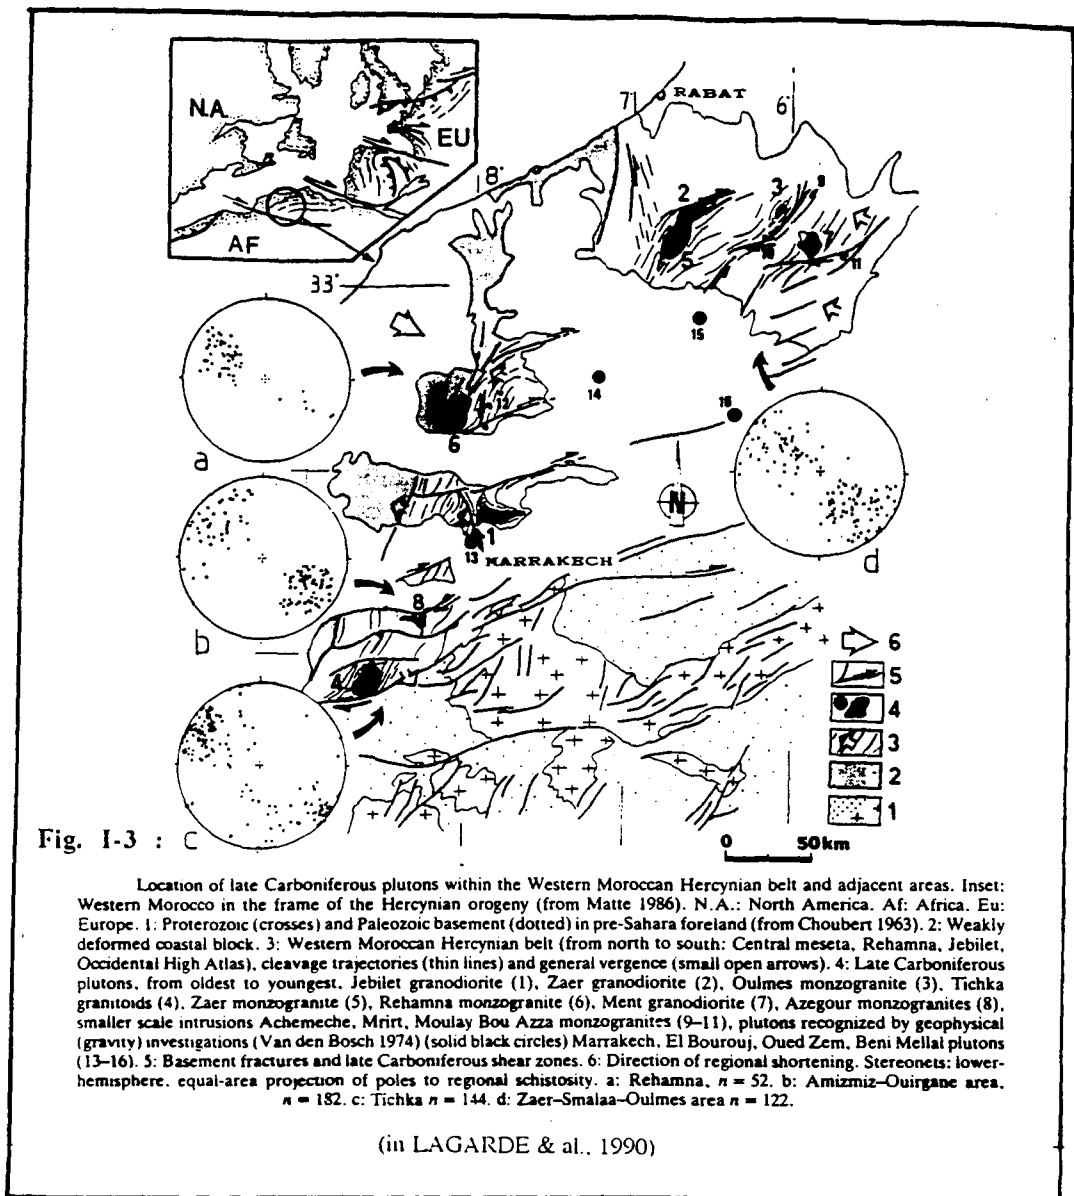 N.A.
EU
AF
7
RABAT
6°
8°
33°
2
3
9
5
10
7
11
15
14
12
16
6
a
1
13
MARRAKECH
N
d
8
b
4
6
5
4
3
2
1
0 50km
Fig. I-3 : C
Location of late Carboniferous plutons within the Western Moroccan Hercynian belt and adjacent areas. Inset:
Western Morocco in the frame of the Hercynian orogeny (from Matte 1986). N.A.: North America. Af: Africa. Eu:
Europe. 1: Proterozoic (crosses) and Paleozoic basement (dotted) in pre-Sahara foreland (from Choubert 1963). 2: Weakly
deformed coastal block. 3: Western Moroccan Hercynian belt (from north to south: Central meseta, Rehamna, Jebilet,
Occidental High Atlas), cleavage trajectories (thin lines) and general vergence (small open arrows). 4: Late Carboniferous
plutons, from oldest to youngest, Jebilet granodiorite (1), Zaer granodiorite (2), Oulmes monzogranite (3), Tichka
granitoids (4), Zaer monzogranite (5), Rehamna monzogranite (6), Ment granodiorite (7), Azegour monzogranites (8),
smaller scale intrusions Achemeche, Mrirt, Moulay Bou Azza monzogranites (9–11), plutons recognized by geophysical
(gravity) investigations (Van den Bosch 1974) (solid black circles) Marrakech, El Bourouj, Oued Zem, Beni Mellal plutons
(13–16). 5: Basement fractures and late Carboniferous shear zones. 6: Direction of regional shortening. Stereonets: lower-
hemisphere, equal-area projection of poles to regional schistosity. a: Rehamna, n = 52. b: Amizmiz–Ouirgane area,
n = 182. c: Tichka n = 144. d: Zaer–Smalaa–Oulmes area n = 122.
(in LAGARDE & al., 1990)